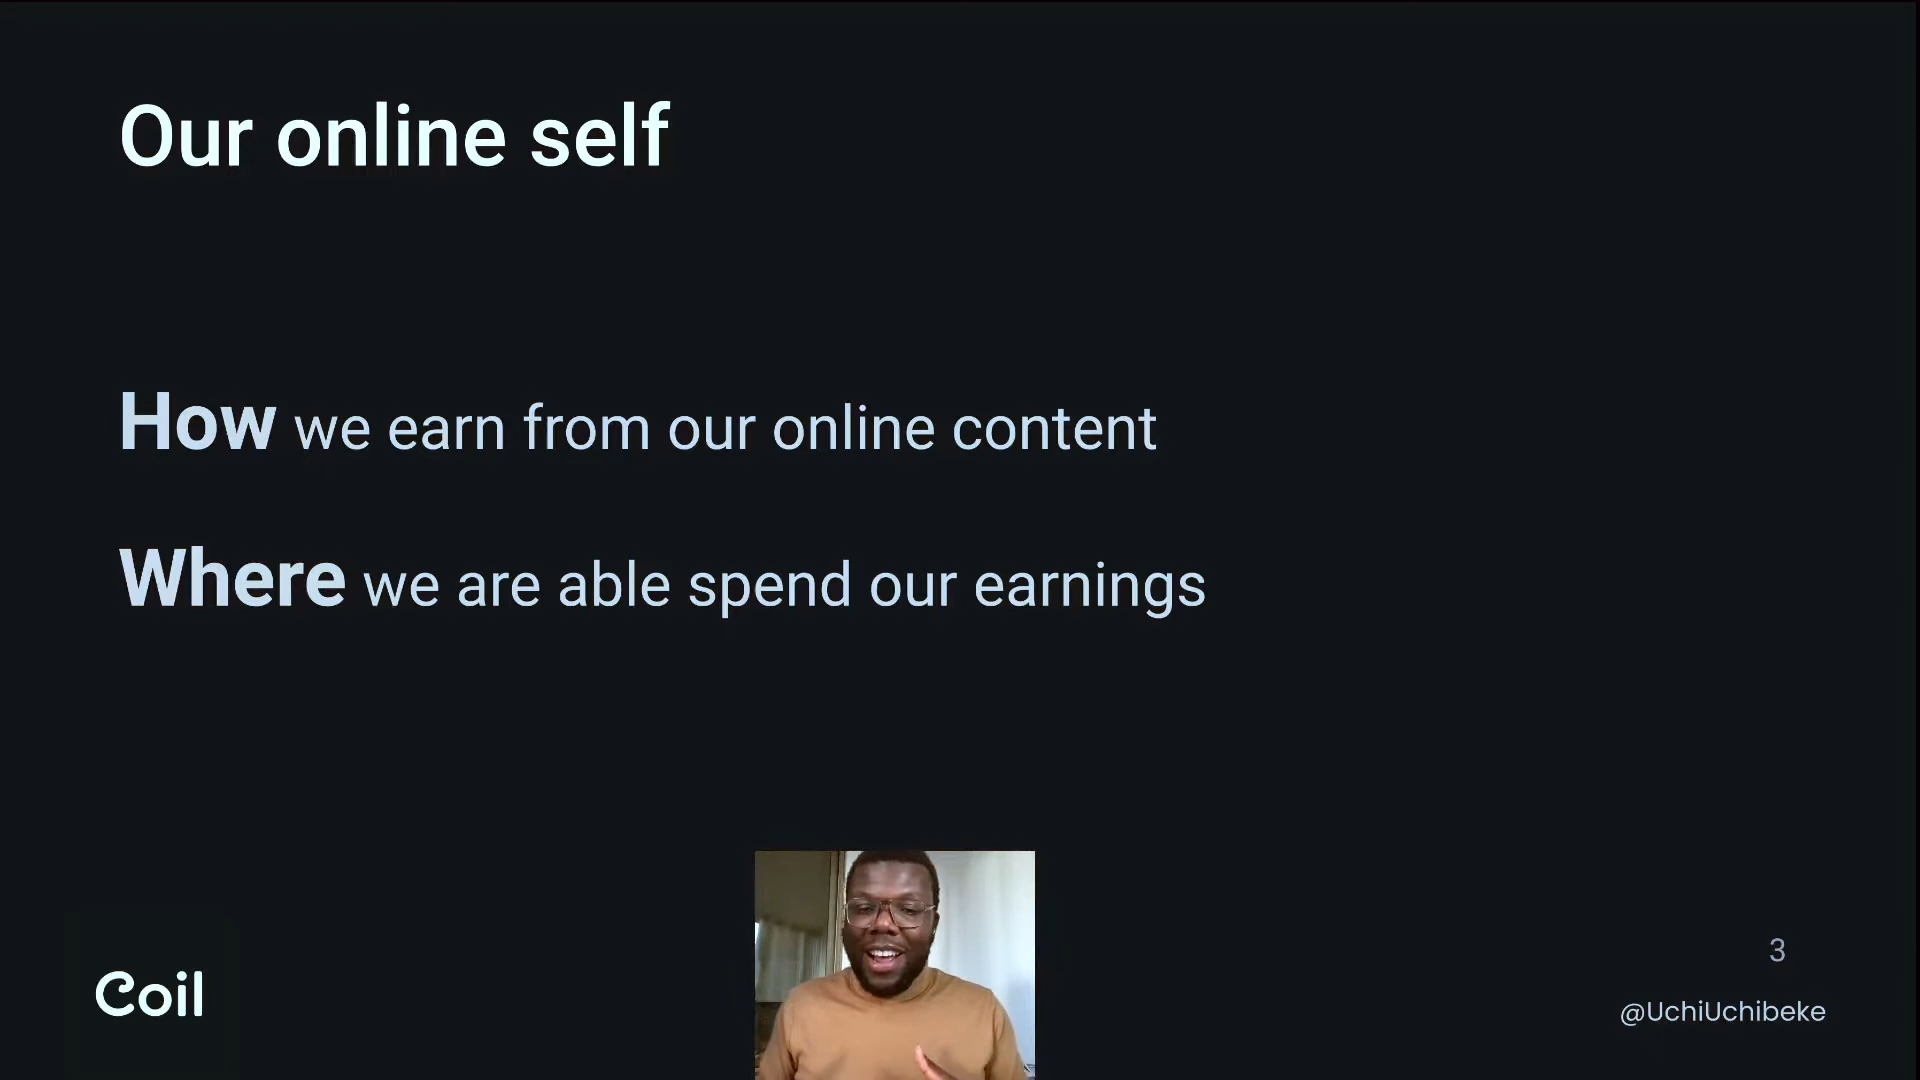 Our online self
How we earn from our online content
Where we are able spend our earnings
Coil
3
@UchiUchibeke